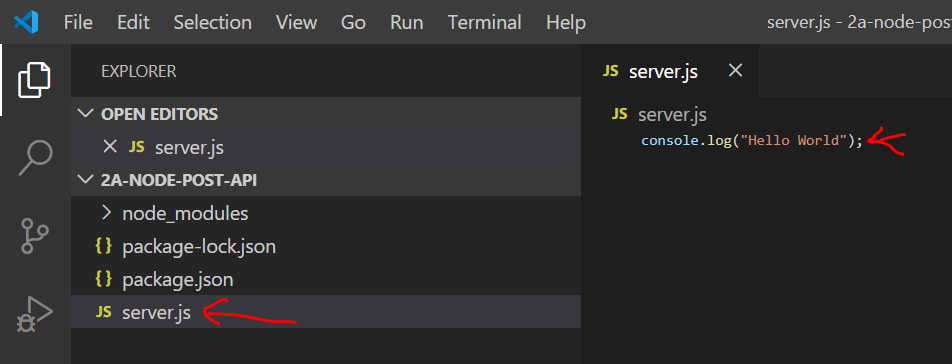 File Edit Selection View Go Run Terminal Help server.js - 2a-node-pos
EXPLORER
OPEN EDITORS
JS server.js
2A-NODE-POST-API
node_modules
{} package-lock.json
{} package.json
JS server.js
JS server.js
JS server.js
console.log("Hello World");